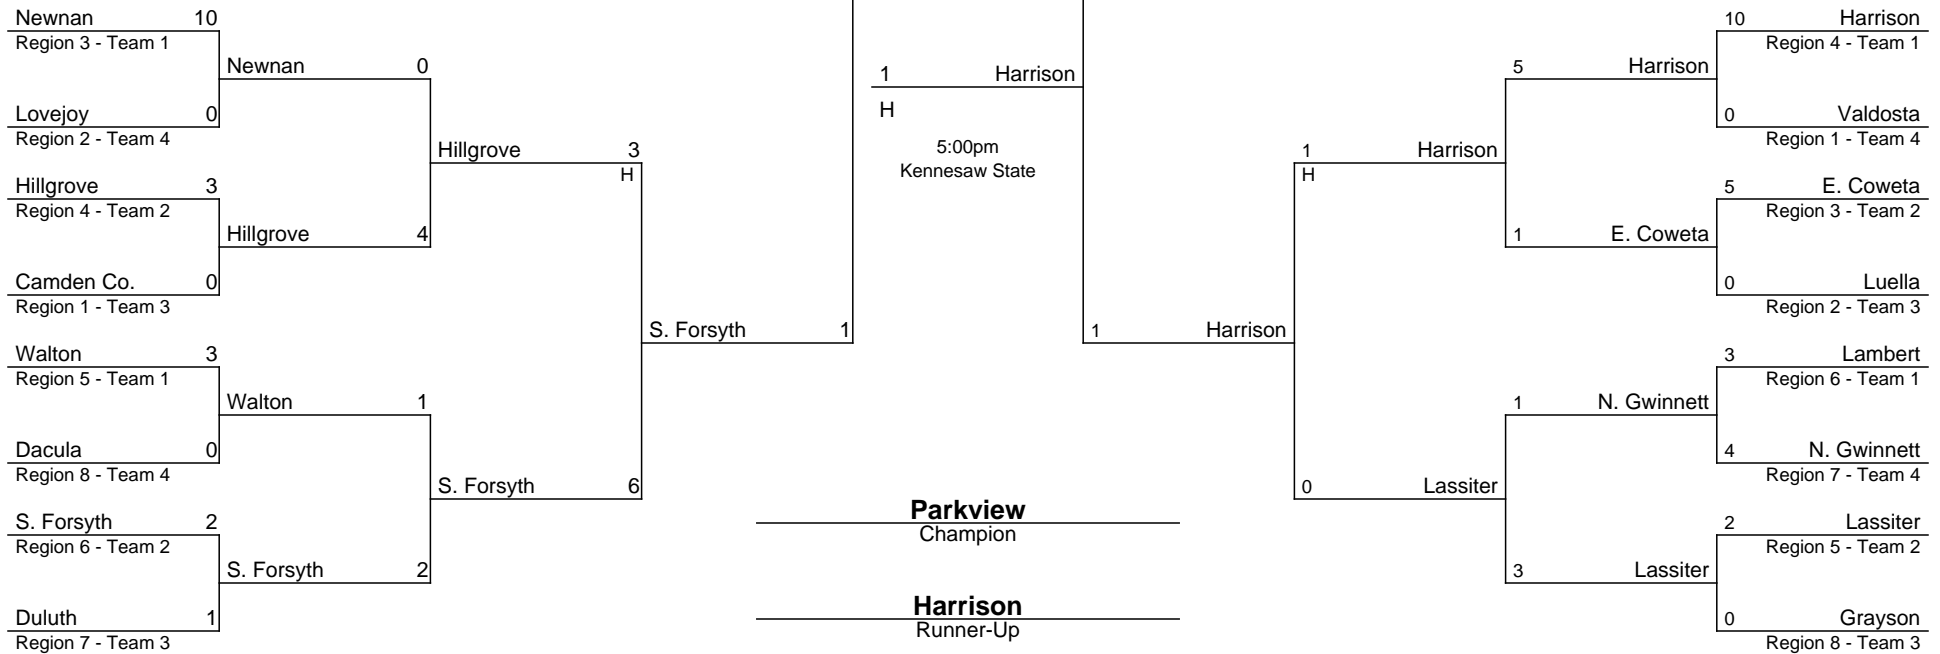 Newnan 10
Region 3 - Team 1
Newnan 0
Lovejoy 0
Region 2 - Team 4
Hillgrove 3
H
Hillgrove 3
Region 4 - Team 2
Hillgrove 4
Camden Co. 0
Region 1 - Team 3
S. Forsyth 1
Walton 3
Region 5 - Team 1
Walton 1
Dacula 0
Region 8 - Team 4
S. Forsyth 6
S. Forsyth 2
Region 6 - Team 2
S. Forsyth 2
Duluth 1
Region 7 - Team 3
1 Harrison
H
5:00pm
Kennesaw State
Parkview
Champion
Harrison
Runner-Up
10 Harrison
Region 4 - Team 1
5 Harrison
0 Valdosta
Region 1 - Team 4
1 Harrison
H
5 E. Coweta
Region 3 - Team 2
1 E. Coweta
0 Luella
Region 2 - Team 3
1 Harrison
3 Lambert
Region 6 - Team 1
1 N. Gwinnett
4 N. Gwinnett
Region 7 - Team 4
0 Lassiter
2 Lassiter
Region 5 - Team 2
3 Lassiter
0 Grayson
Region 8 - Team 3